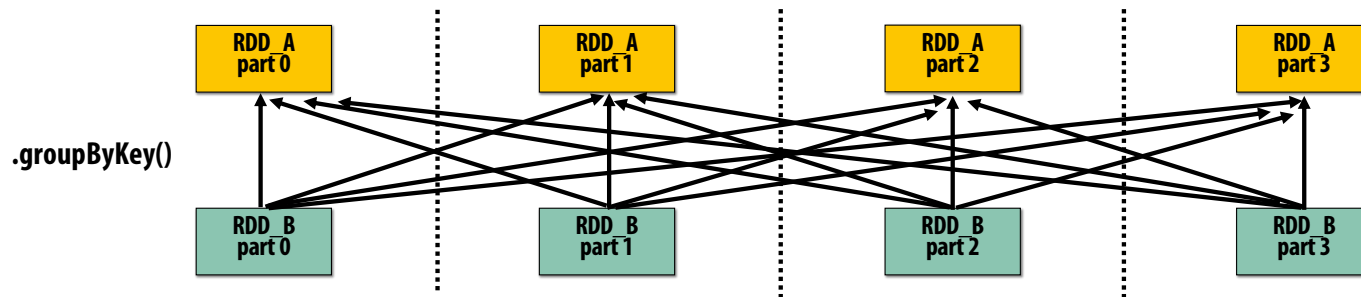 RDD_A
part 0
RDD_A
part 1
RDD_A
part 2
RDD_A
part 3
.groupByKey()
RDD_B
part 0
RDD_B
part 1
RDD_B
part 2
RDD_B
part 3